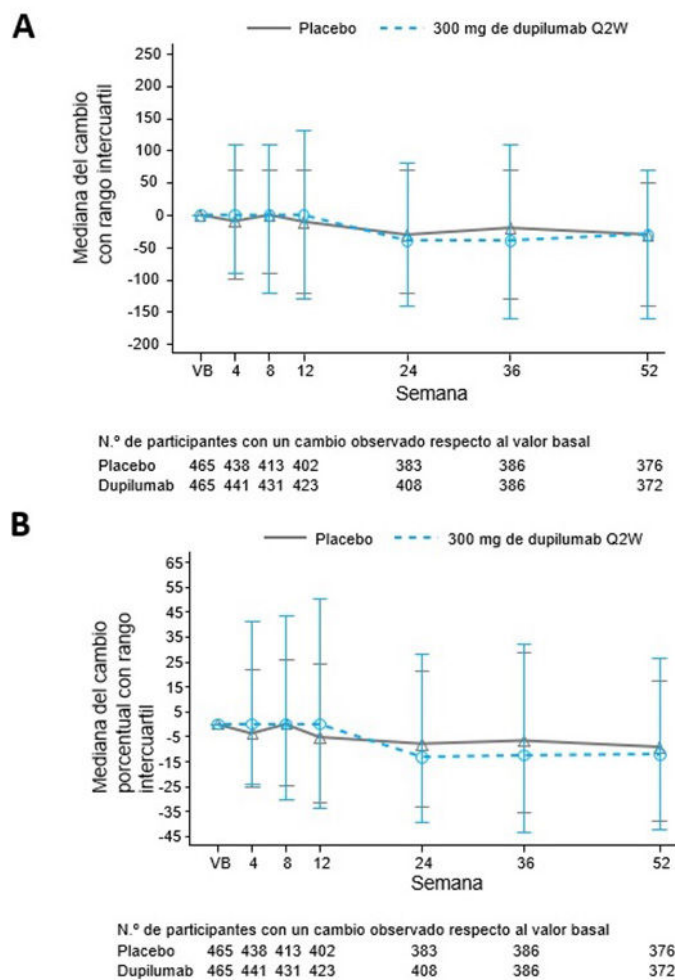 A
Placebo 300 mg de dupilumab Q2W
Mediana del cambio
con rango intercuartil
250
200
150
100
50
0
-50
-100
-150
-200
VB 4 8 12 24 36 52
Semana
N.º de participantes con un cambio observado respecto al valor basal
Placebo 465 438 413 402 383 386 376
Dupilumab 465 441 431 423 408 386 372
B
Placebo 300 mg de dupilumab Q2W
Mediana del cambio
porcentual con rango
intercuartil
65
55
45
35
25
15
5
-5
-15
-25
-35
-45
VB 4 8 12 24 36 52
Semana
N.º de participantes con un cambio observado respecto al valor basal
Placebo 465 438 413 402 383 386 376
Dupilumab 465 441 431 423 408 386 372